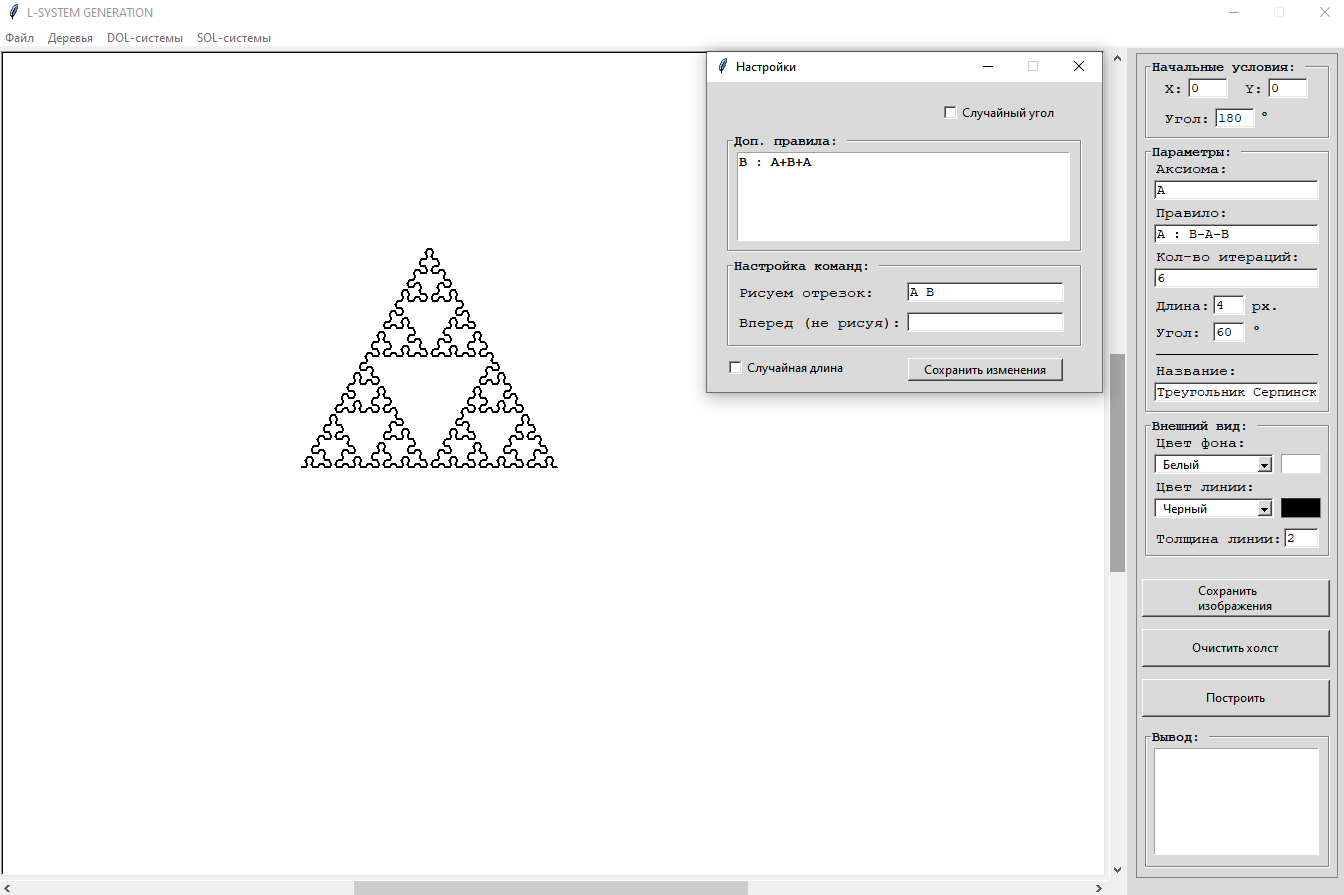 L-SYSTEM GENERATION
Файл Деревья DOL-системы SOL-системы
Настройки
Случайный угол
Доп. правила:
B : A+B+A
Настройка команд:
Рисуем отрезок: A B
Вперед (не рисуя):
Случайная длина
Сохранить изменения
Начальные условия:
X: 0 Y: 0
Угол: 180 °
Параметры:
Аксиома:
A
Правило:
A : B-A-B
Кол-во итераций:
6
Длина: 4 px.
Угол: 60 °
Название:
Треугольник Серпинск
Внешний вид:
Цвет фона:
Белый
Цвет линии:
Черный
Толщина линии: 2
Сохранить
изображения
Очистить холст
Построить
Вывод: